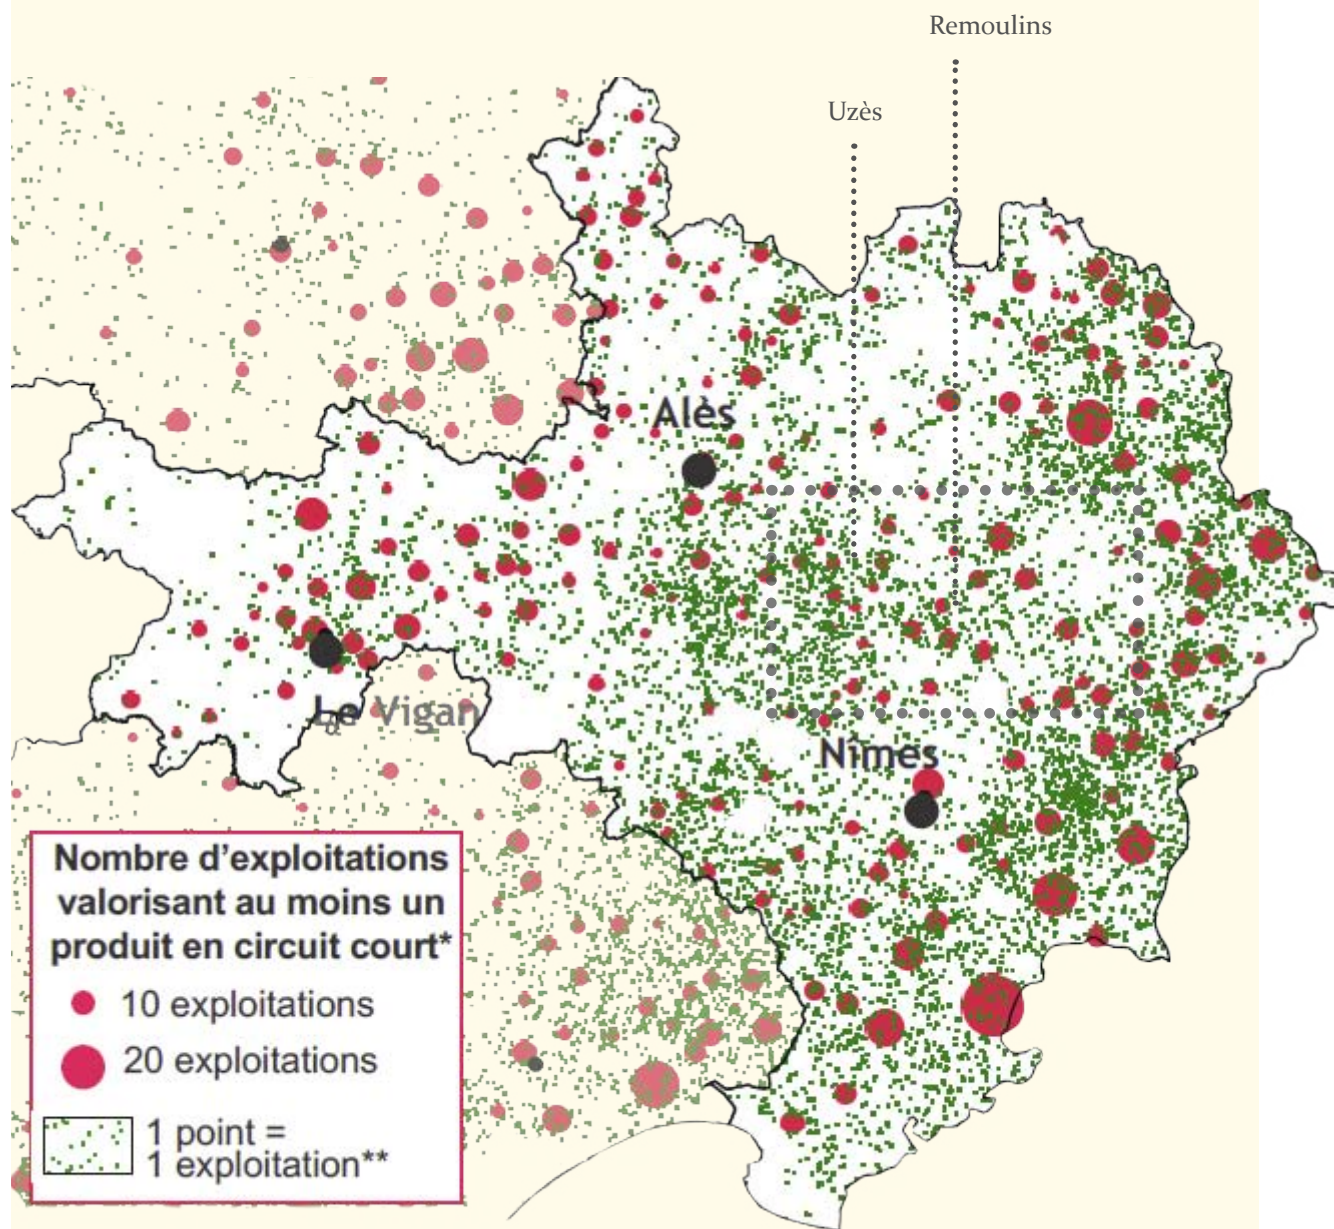 Remoulins
Uzès
Alès
Le Vigan
Nîmes
Nombre d'exploitations
valorisant au moins un
produit en circuit court*
10 exploitations
20 exploitations
1 point =
1 exploitation**